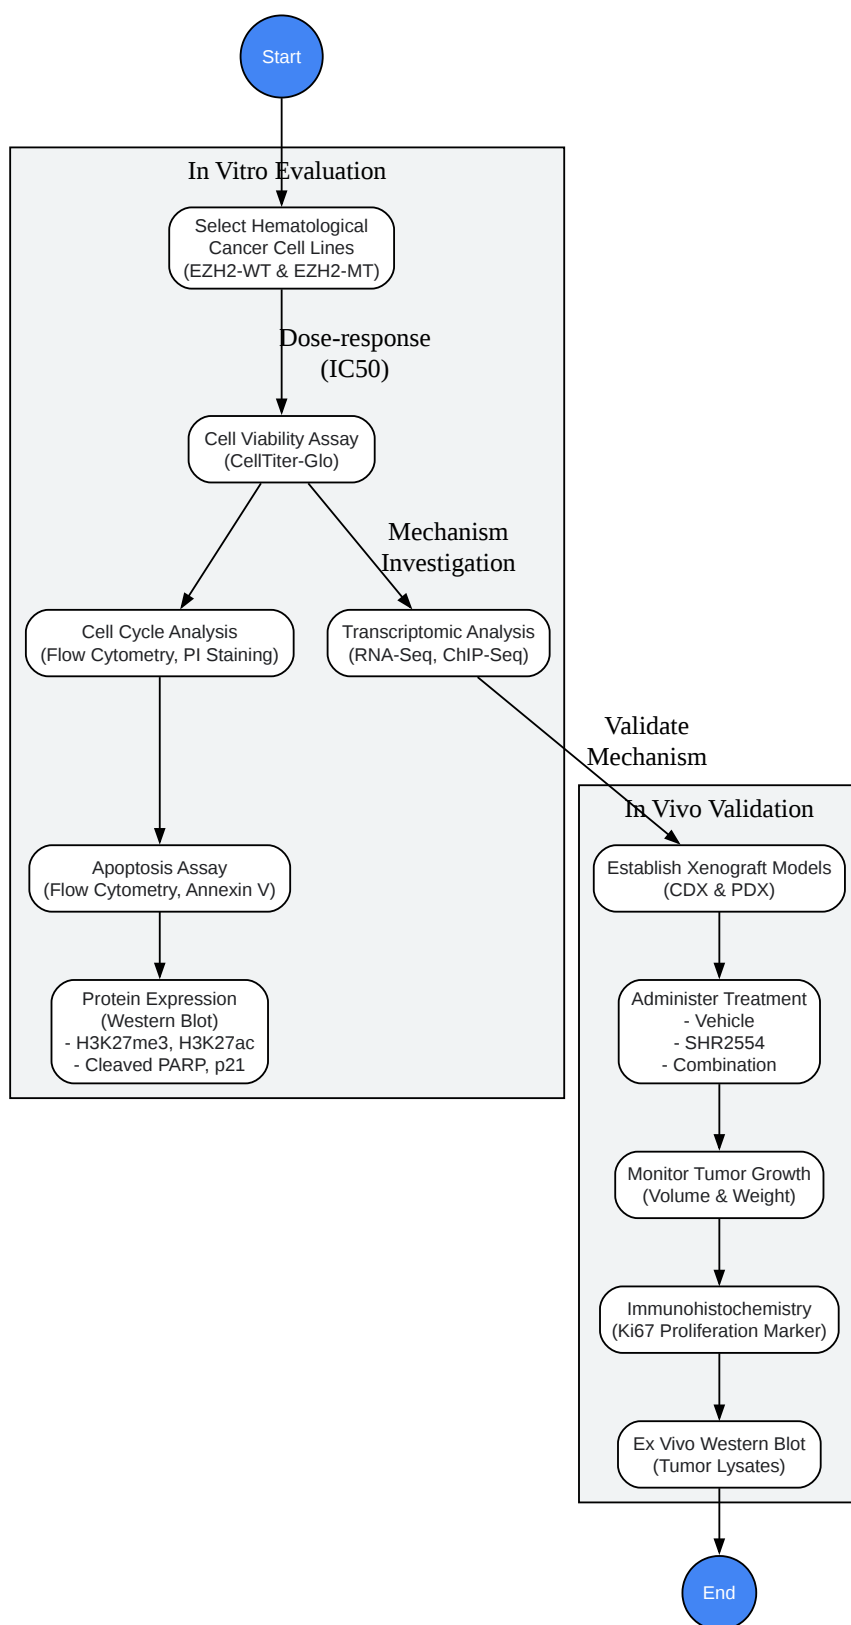 Start
In Vitro Evaluation
Select Hematological
Cancer Cell Lines
(EZH2-WT & EZH2-MT)
Dose-response
(IC50)
Cell Viability Assay
(CellTiter-Glo)
Mechanism
Investigation
Cell Cycle Analysis
(Flow Cytometry, PI Staining)
Transcriptomic Analysis
(RNA-Seq, ChIP-Seq)
Validate
Mechanism
In Vivo Validation
Apoptosis Assay
(Flow Cytometry, Annexin V)
Establish Xenograft Models
(CDX & PDX)
Protein Expression
(Western Blot)
- H3K27me3, H3K27ac
- Cleaved PARP, p21
Administer Treatment
- Vehicle
- SHR2554
- Combination
Monitor Tumor Growth
(Volume & Weight)
Immunohistochemistry
(Ki67 Proliferation Marker)
Ex Vivo Western Blot
(Tumor Lysates)
End